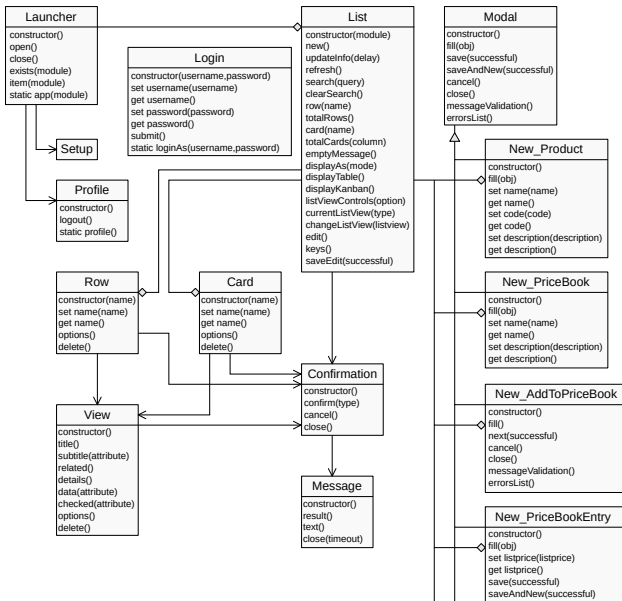 Launcher
constructor()
open()
close()
exists(module)
item(module)
static app(module)
Login
constructor(username,password)
set username(username)
get username()
set password(password)
get password()
submit()
static loginAs(username,password)
List
constructor(module)
new()
updateInfo(delay)
refresh()
search(query)
clearSearch()
row(name)
totalRows()
card(name)
totalCards(column)
emptyMessage()
displayAs(mode)
displayTable()
displayKanban()
listViewControls(option)
currentListView(type)
changeListView(listview)
edit()
keys()
saveEdit(successful)
Modal
constructor()
fill(obj)
save(successful)
saveAndNew(successful)
cancel()
close()
messageValidation()
errorsList()
Setup
Profile
constructor()
logout()
static profile()
New_Product
constructor()
fill(obj)
set name(name)
get name()
set code(code)
get code()
set description(description)
get description()
Row
constructor(name)
set name(name)
get name()
options()
delete()
Card
constructor(name)
set name(name)
get name()
options()
delete()
New_PriceBook
constructor()
fill(obj)
set name(name)
get name()
set description(description)
get description()
Confirmation
constructor()
confirm(type)
cancel()
close()
New_AddToPriceBook
constructor()
fill()
next(successful)
cancel()
close()
messageValidation()
errorsList()
View
constructor()
title()
subtitle(attribute)
related()
details()
data(attribute)
checked(attribute)
options()
delete()
Message
constructor()
result()
text()
close(timeout)
New_PriceBookEntry
constructor()
fill(obj)
set listprice(listprice)
get listprice()
save(successful)
saveAndNew(successful)